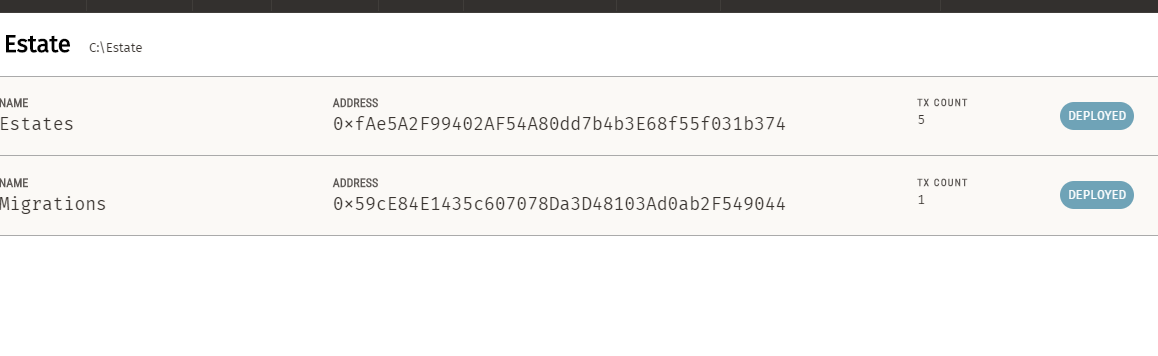 Estate C:\Estate
NAME ADDRESS TX COUNT
Estates 0×fAe5A2F99402AF54A80dd7b4b3E68f55f031b374 5 DEPLOYED
NAME ADDRESS TX COUNT
Migrations 0×59cE84E1435c607078Da3D48103Ad0ab2F549044 1 DEPLOYED